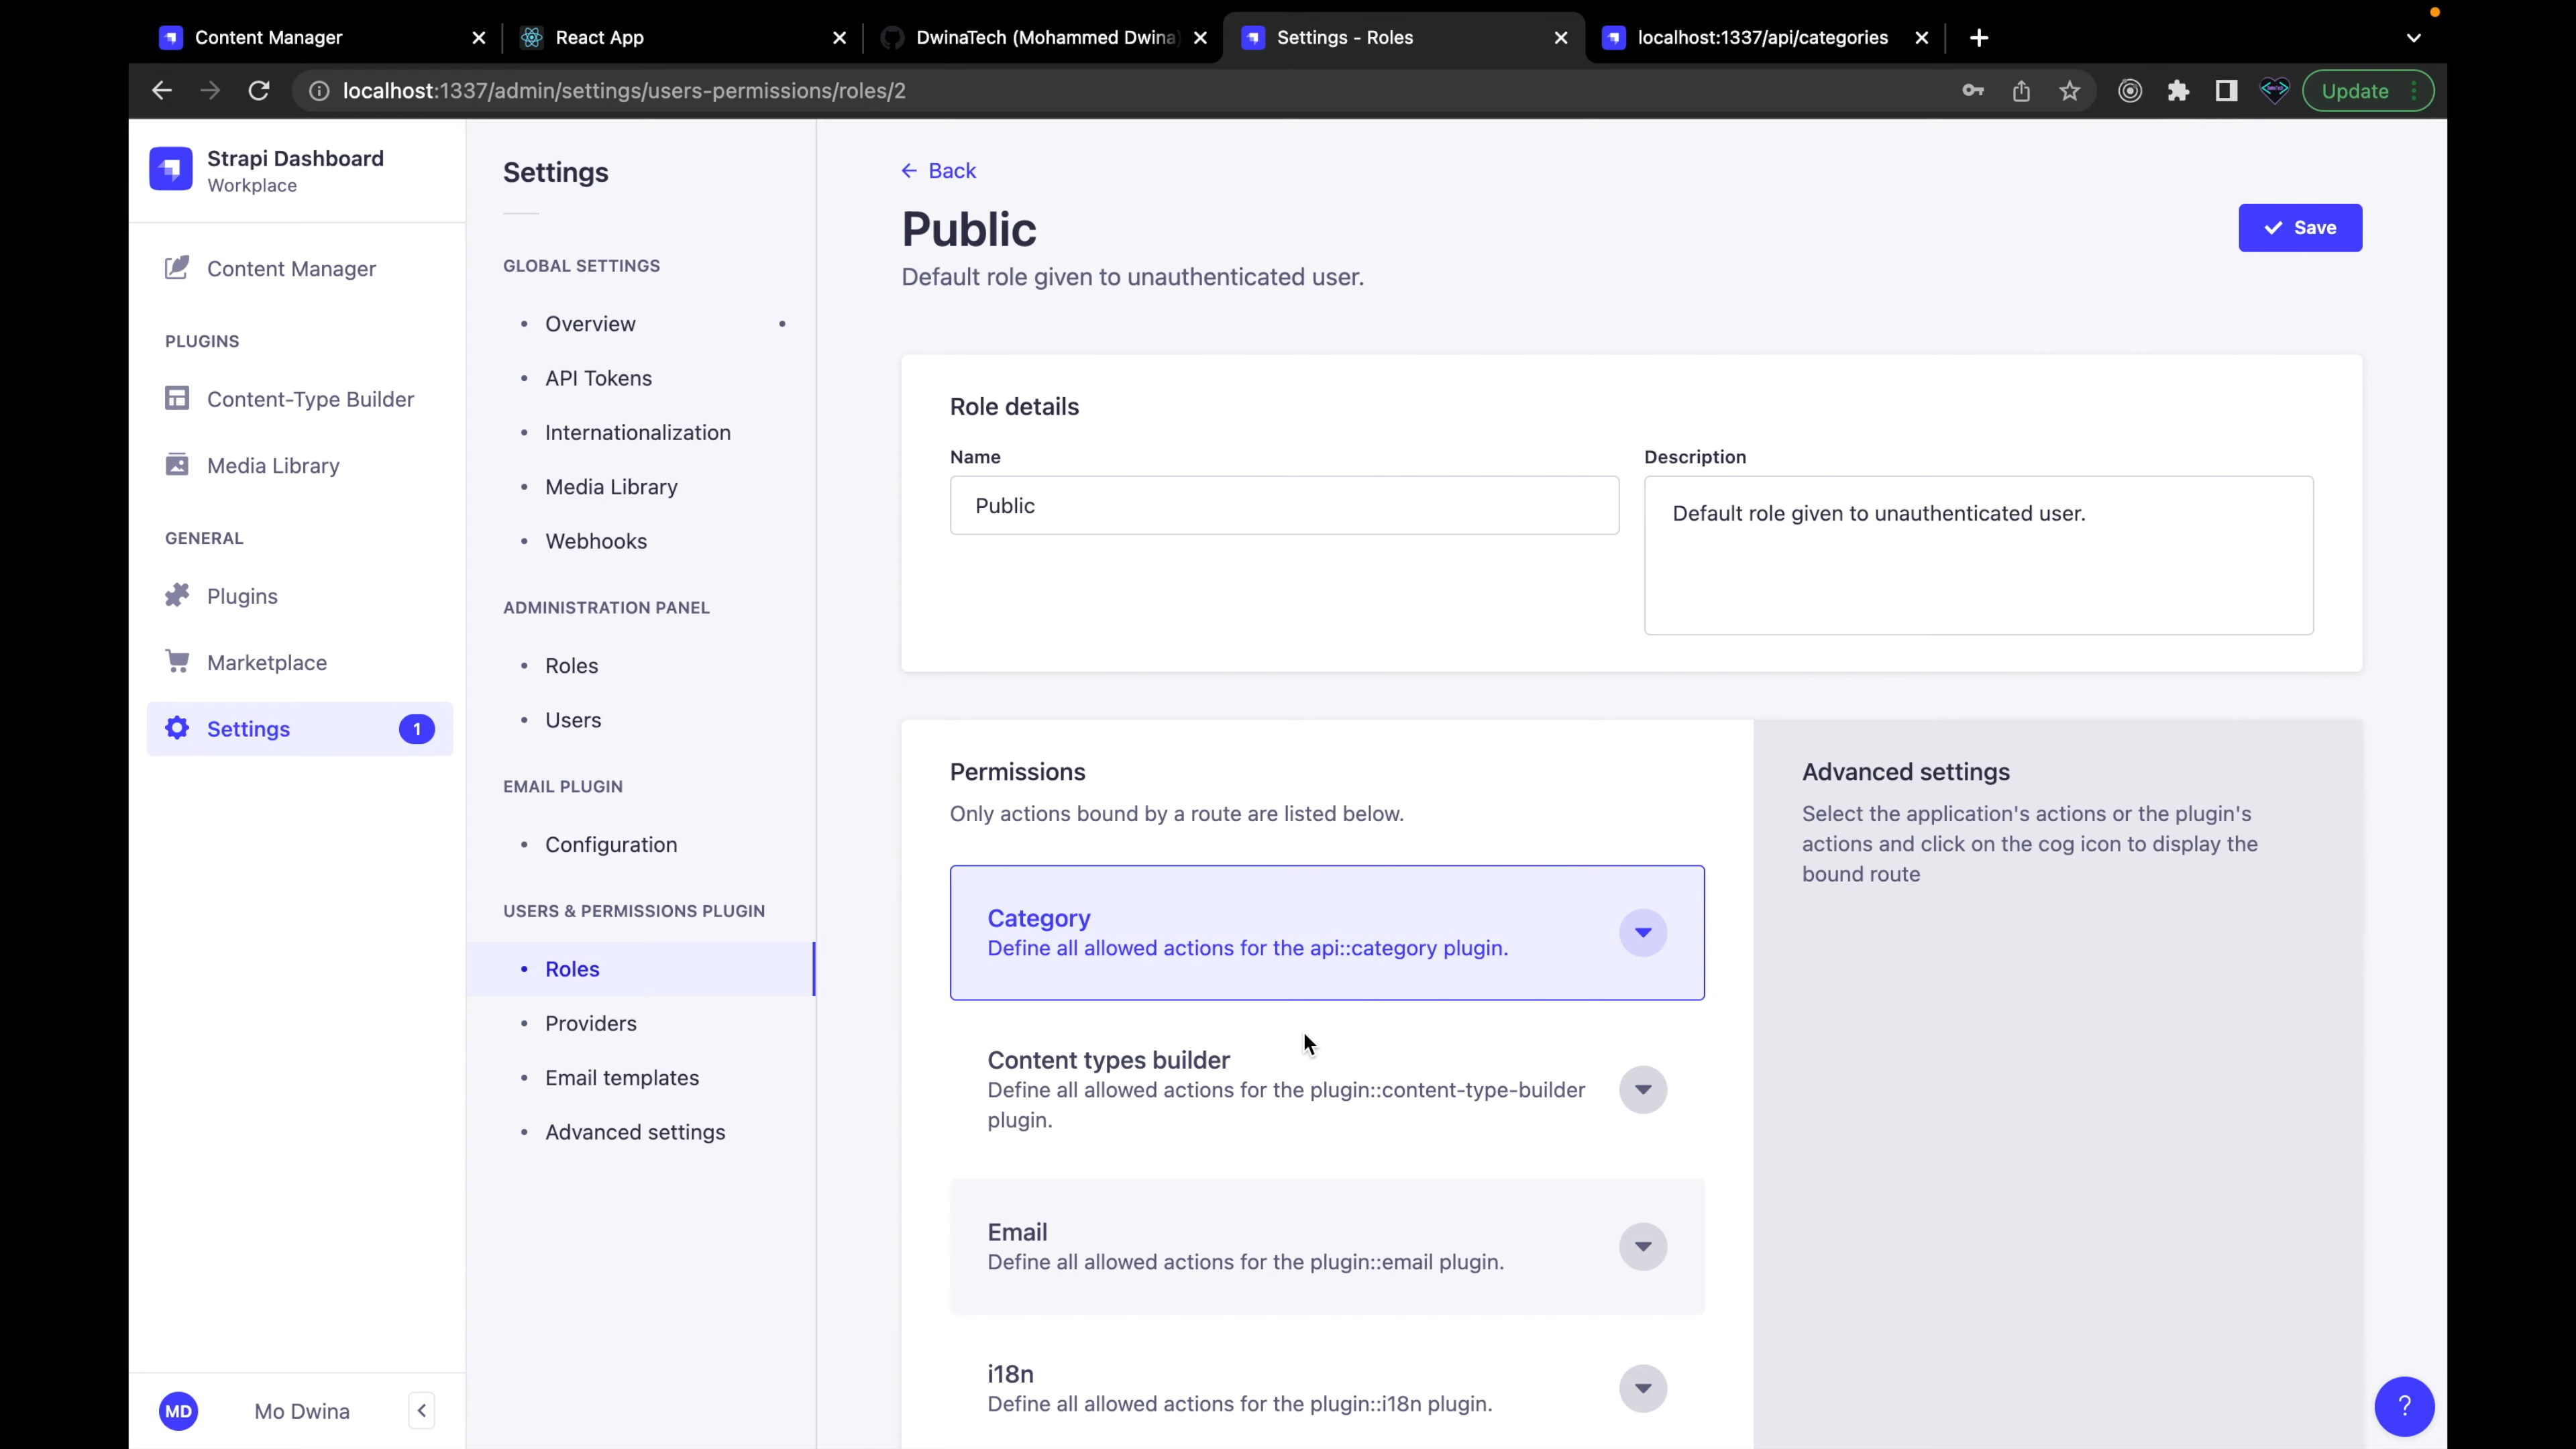 Content Manager
React App
DwinaTech (Mohammed Dwina)
Settings - Roles
localhost:1337/api/categories
localhost:1337/admin/settings/users-permissions/roles/2
Update
Strapi Dashboard
Workplace
Content Manager
PLUGINS
Content-Type Builder
Media Library
GENERAL
Plugins
Marketplace
Settings
1
MD
Mo Dwina
Settings
GLOBAL SETTINGS
Overview
API Tokens
Internationalization
Media Library
Webhooks
ADMINISTRATION PANEL
Roles
Users
EMAIL PLUGIN
Configuration
USERS & PERMISSIONS PLUGIN
Roles
Providers
Email templates
Advanced settings
Back
Public
Default role given to unauthenticated user.
Save
Role details
Name
Public
Description
Default role given to unauthenticated user.
Permissions
Only actions bound by a route are listed below.
Category
Define all allowed actions for the api::category plugin.
Content types builder
Define all allowed actions for the plugin::content-type-builder
plugin.
Email
Define all allowed actions for the plugin::email plugin.
i18n
Define all allowed actions for the plugin::i18n plugin.
Advanced settings
Select the application's actions or the plugin's
actions and click on the cog icon to display the
bound route
?